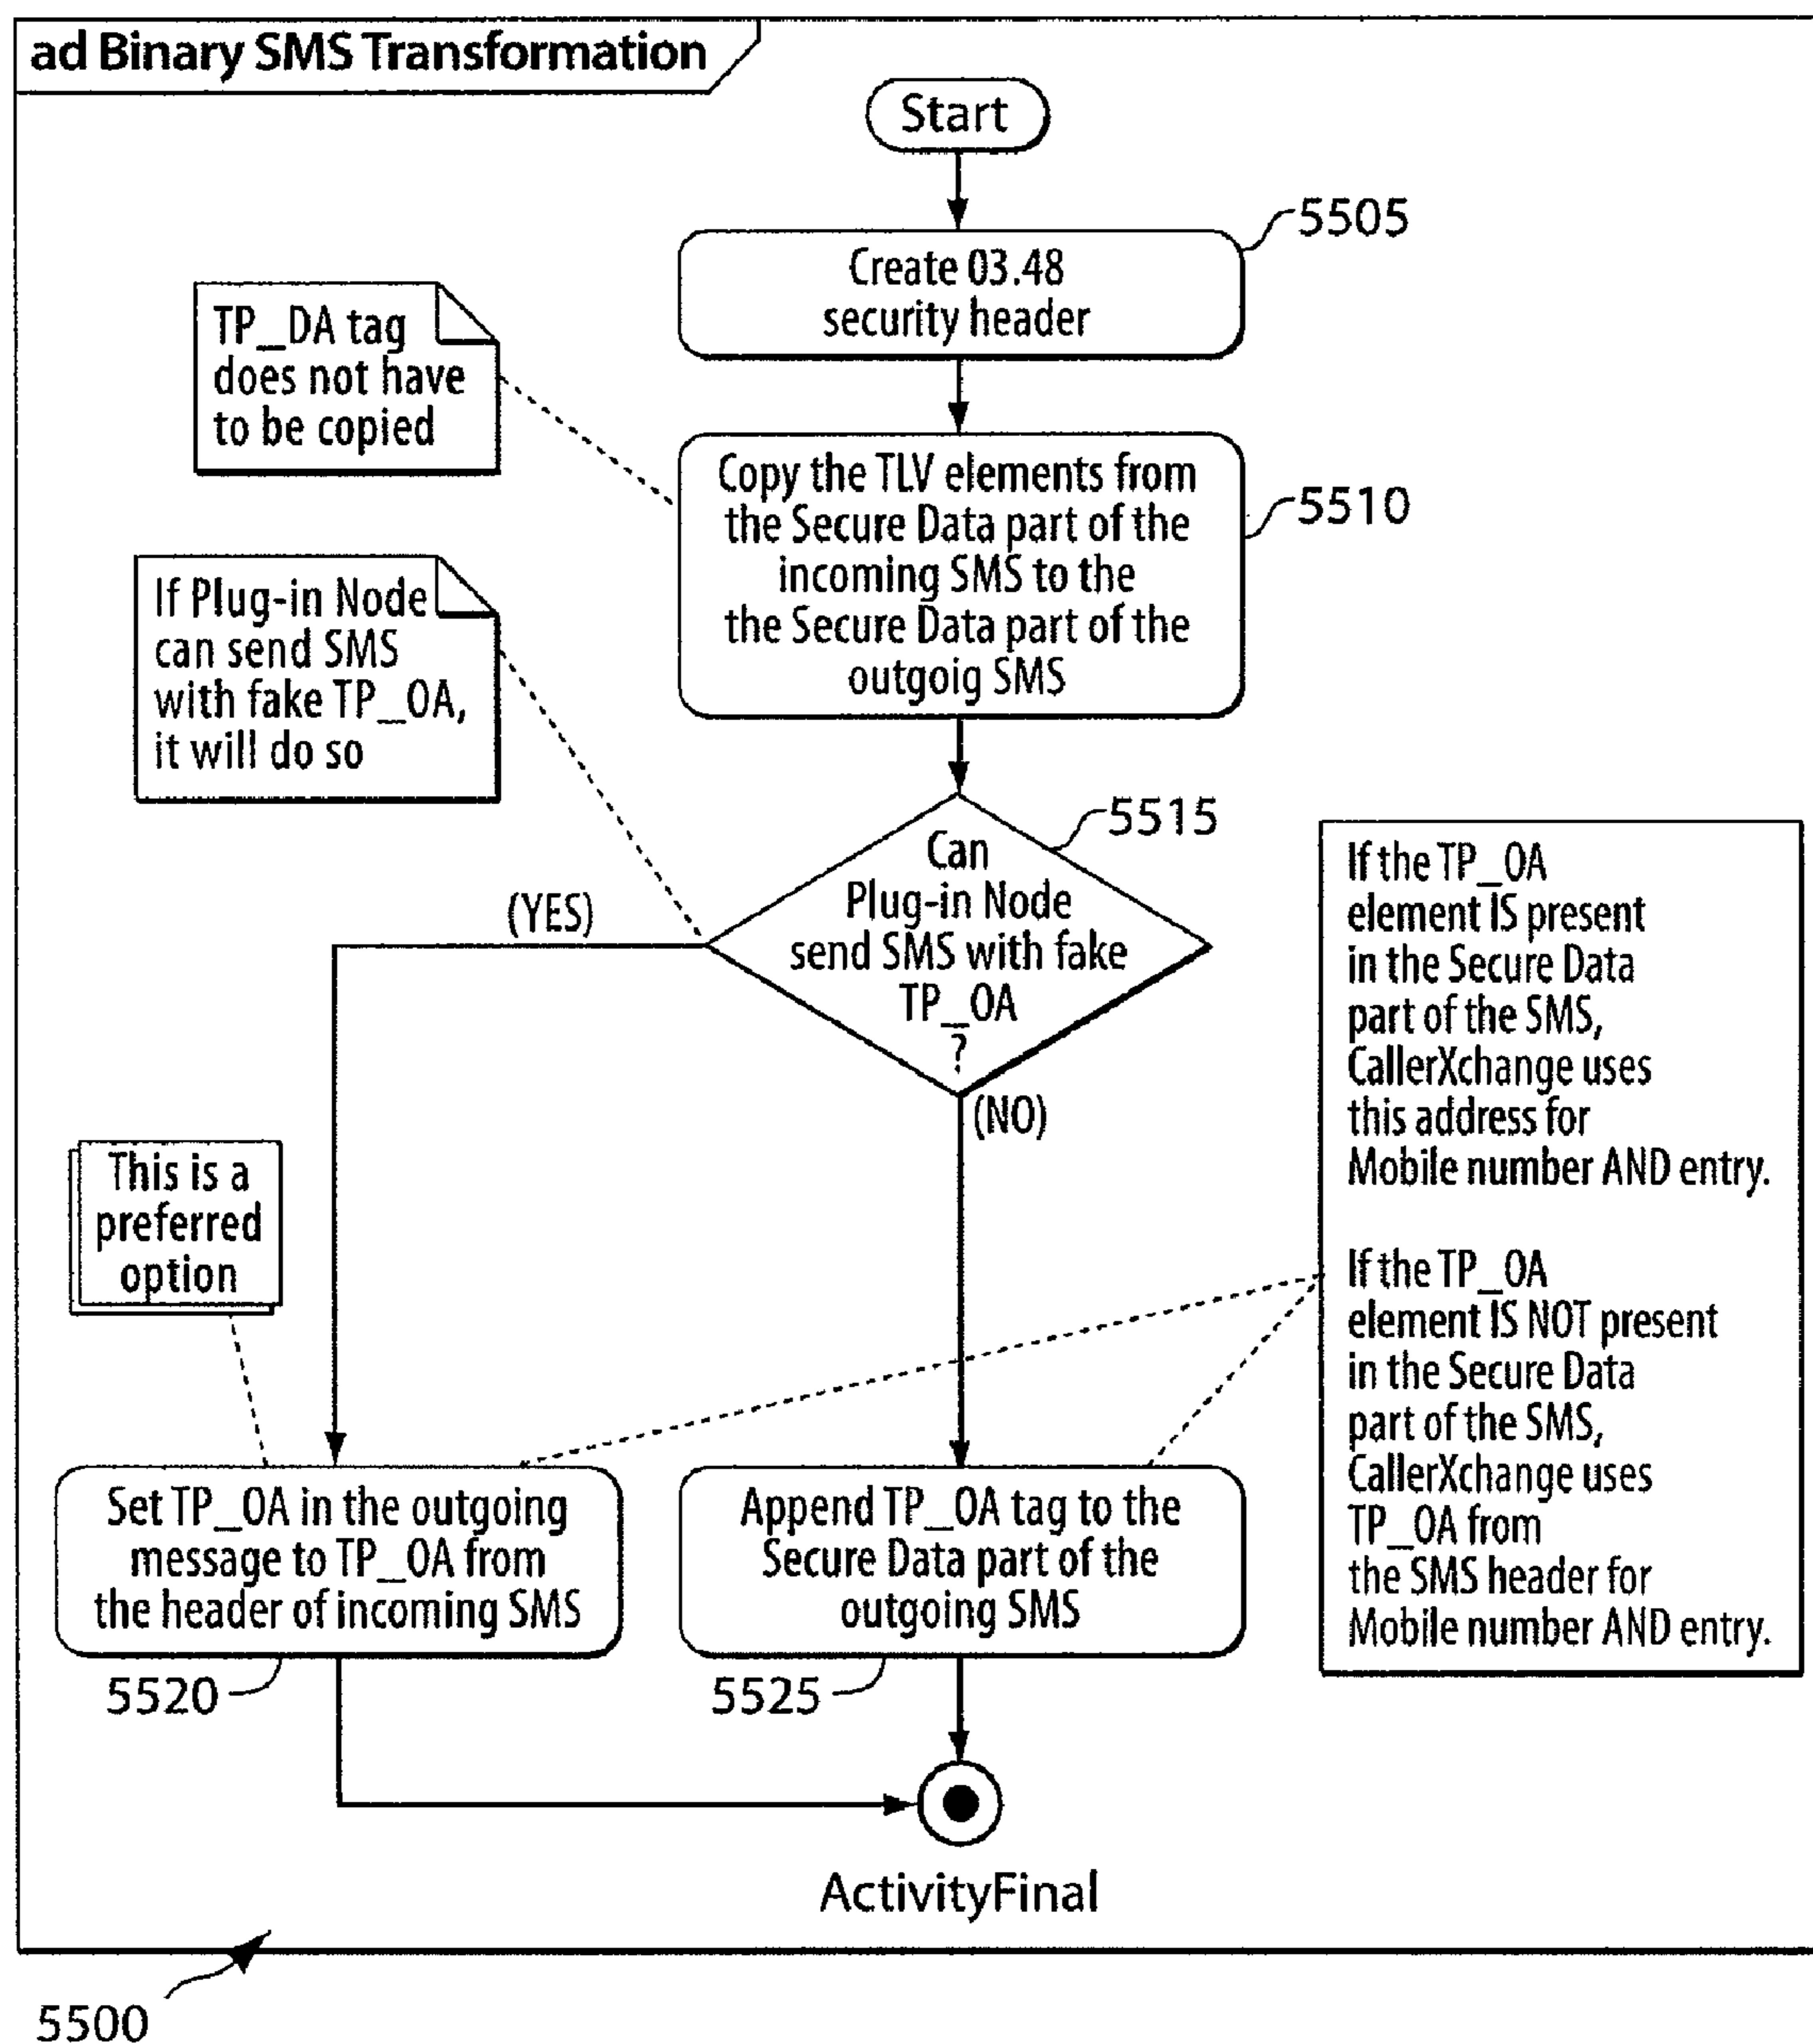 ad Binary SMS Transformation
Start
5505
Create 03.48
security header
TP_DA tag
does not have
to be copied
5510
Copy the TLV elements from
the Secure Data part of the
incoming SMS to the
the Secure Data part of the
outgoig SMS
If Plug-in Node
can send SMS
with fake TP_OA,
it will do so
5515
Can
Plug-in Node
send SMS with fake
TP_OA
?
(YES)
(NO)
If the TP_OA
element IS present
in the Secure Data
part of the SMS,
CallerXchange uses
this address for
Mobile number AND entry.
If the TP_OA
element IS NOT present
in the Secure Data
part of the SMS,
CallerXchange uses
TP_OA from
the SMS header for
Mobile number AND entry.
This is a
preferred
option
Set TP_OA in the outgoing
message to TP_OA from
the header of incoming SMS
5520
Append TP_OA tag to the
Secure Data part of the
outgoing SMS
5525
ActivityFinal
5500